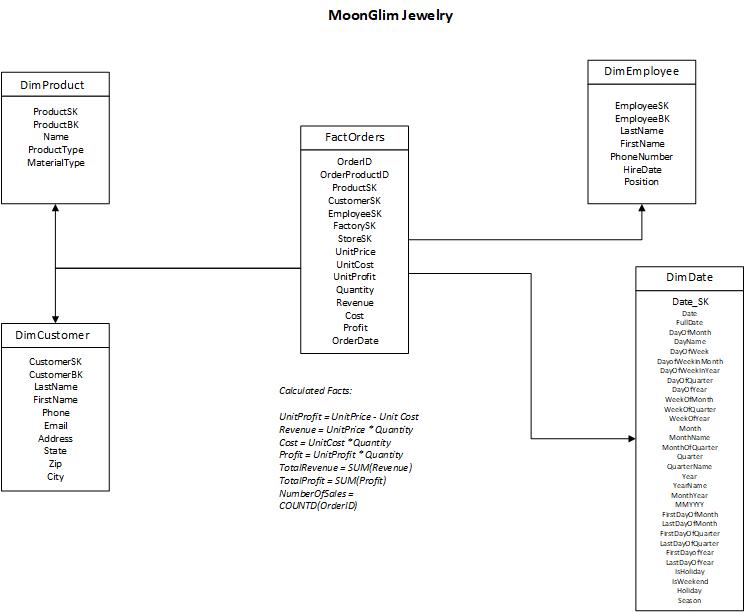 MoonGlim Jewelry
DimProduct
ProductSK
ProductBK
Name
ProductType
MaterialType
DimCustomer
CustomerSK
CustomerBK
LastName
FirstName
Phone
Email
Address
State
Zip
City
FactOrders
OrderID
OrderProductID
ProductSK
CustomerSK
EmployeeSK
FactorySK
StoreSK
UnitPrice
UnitCost
UnitProfit
Quantity
Revenue
Cost
Profit
OrderDate
Calculated Facts:
UnitProfit = UnitPrice - Unit Cost
Revenue = UnitPrice * Quantity
Cost = UnitCost * Quantity
Profit = UnitProfit * Quantity
TotalRevenue = SUM(Revenue)
TotalProfit = SUM(Profit)
NumberOfSales =
COUNTD(OrderID)
DimEmployee
EmployeeSK
EmployeeBK
LastName
FirstName
PhoneNumber
HireDate
Position
DimDate
Date_SK
Date
FullDate
DayOfMonth
DayName
DayOfWeek
DayofWeekInMonth
DayOfWeekInYear
DayOfQuarter
DayOfYear
WeekOfMonth
WeekOfQuarter
WeekOfYear
Month
MonthName
MonthOfQuarter
Quarter
QuarterName
Year
YearName
MonthYear
MMYYYY
FirstDayOfMonth
LastDayOfMonth
FirstDayOfQuarter
LastDayOfQuarter
FirstDayofYear
LastDayOfYear
IsHoliday
IsWeekend
Holiday
Season